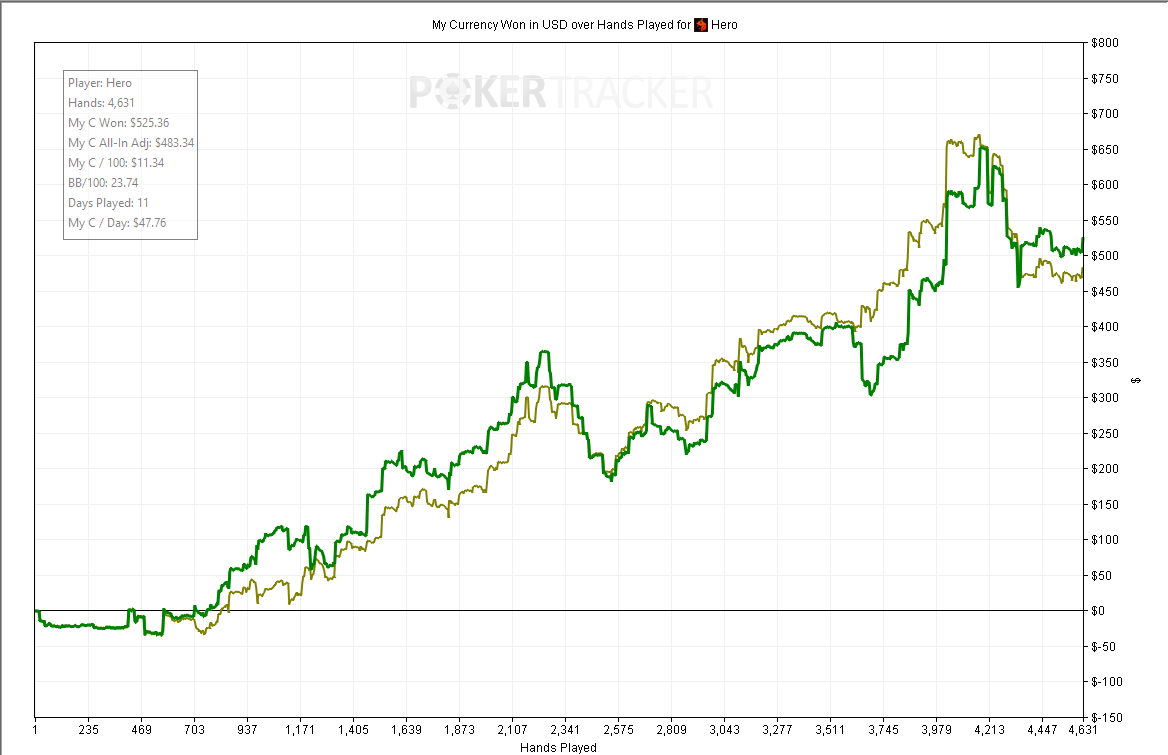 My Currency Won in USD over Hands Played for Hero
POKERTRACKER
Player: Hero
Hands: 4,631
My C Won: $525.36
My C All-In Adj: $483.34
My C / 100: $11.34
BB/100: 23.74
Days Played: 11
My C / Day: $47.76
$800
$750
$700
$650
$600
$550
$500
$450
$400
$350
$300
$250
$200
$150
$100
$50
$0
$-50
$-100
$-150
$
1 235 469 703 937 1,171 1,405 1,639 1,873 2,107 2,341 2,575 2,809 3,043 3,277 3,511 3,745 3,979 4,213 4,447 4,631
Hands Played